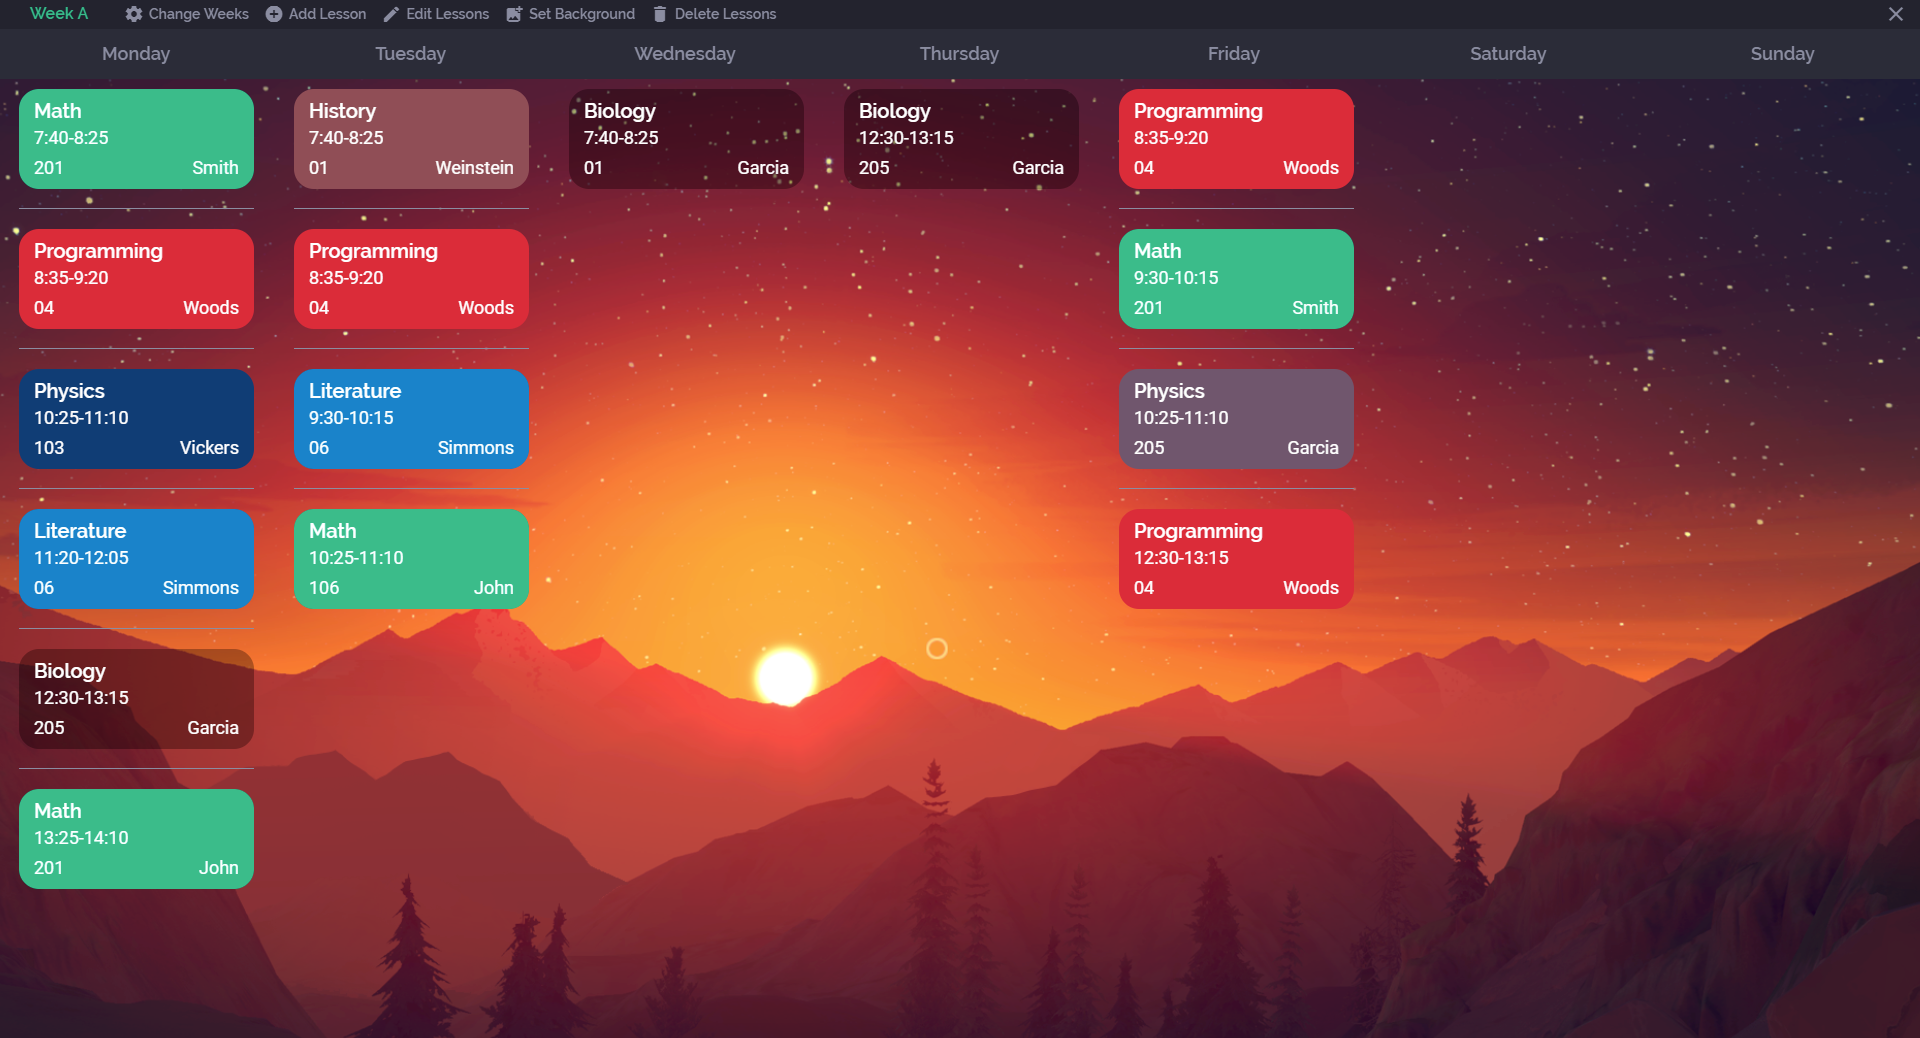 Week A
Change Weeks
Add Lesson
Edit Lessons
Set Background
Delete Lessons
Monday
Tuesday
Wednesday
Thursday
Friday
Saturday
Sunday
Math
7:40-8:25
201 Smith
Programming
8:35-9:20
04 Woods
Physics
10:25-11:10
103 Vickers
Literature
11:20-12:05
06 Simmons
Biology
12:30-13:15
205 Garcia
Math
13:25-14:10
201 John
History
7:40-8:25
01 Weinstein
Programming
8:35-9:20
04 Woods
Literature
9:30-10:15
06 Simmons
Math
10:25-11:10
106 John
Biology
7:40-8:25
01 Garcia
Biology
12:30-13:15
205 Garcia
Programming
8:35-9:20
04 Woods
Math
9:30-10:15
201 Smith
Physics
10:25-11:10
205 Garcia
Programming
12:30-13:15
04 Woods